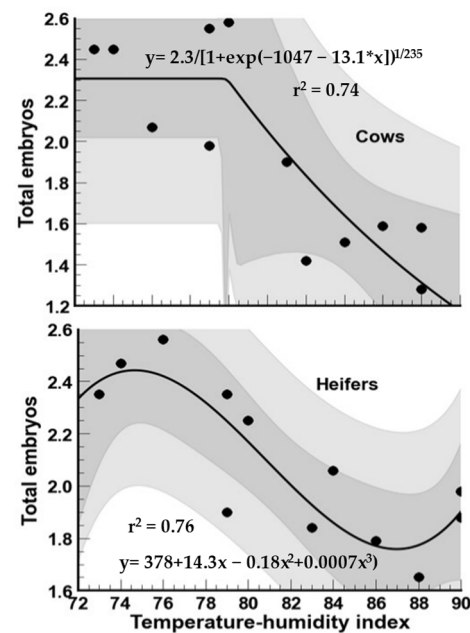 2.6
y= 2.3/[1+exp(−1047 − 13.1*x])^1/235
2.4
r² = 0.74
2.2
Cows
2.0
1.8
1.6
1.4
1.2
Total embryos
2.6
2.4
Heifers
2.2
2.0
1.8
r² = 0.76
y= 378+14.3x − 0.18x²+0.0007x³)
1.6
Total embryos
72 74 76 78 79 82 84 86 88 90
Temperature-humidity index